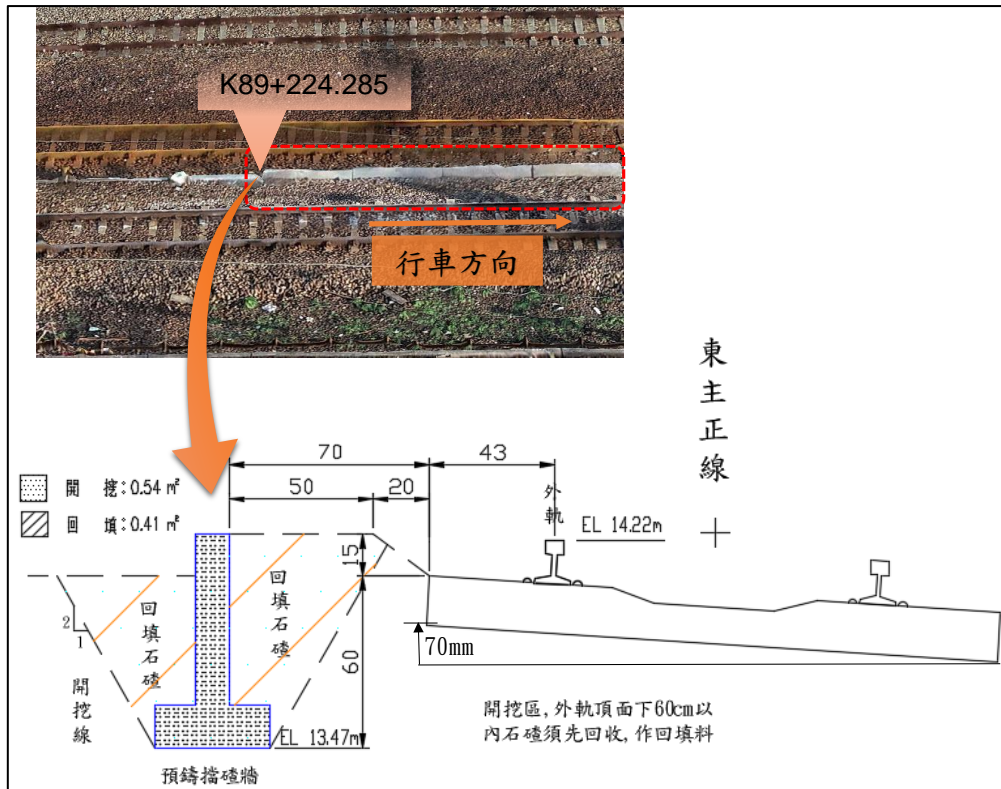 K89+224.285
行車方向
東主正線
70
43
50
20
開 挖:0.54 ㎡
回 填:0.41 ㎡
外軌
EL 14.22m
15
回填石碴
回填石碴
2
1
60
70mm
開挖線
EL 13.47m
開挖區,外軌頂面下60cm以
內石碴須先回收,作回填料
預鑄擋碴牆